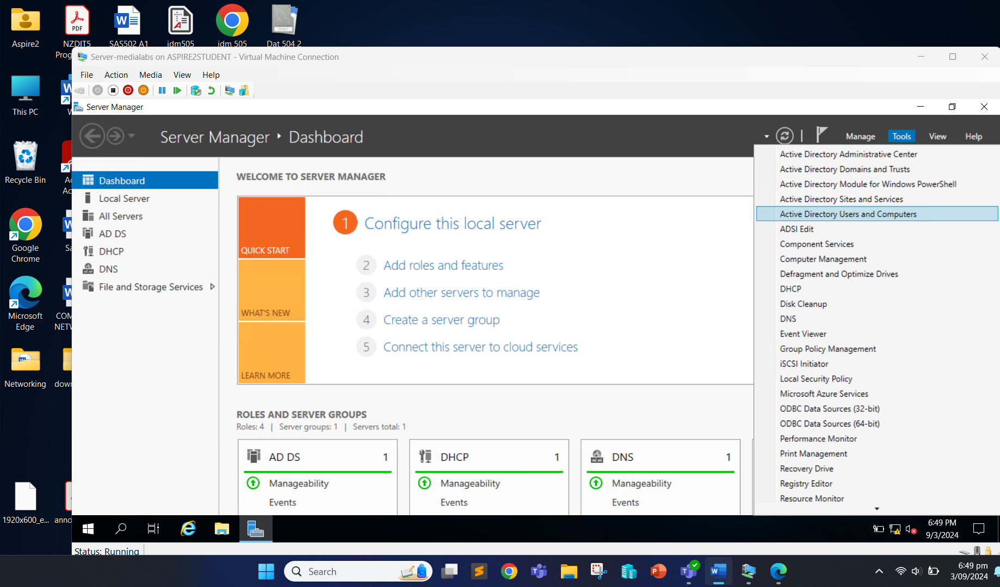 Aspire2
PDF
NZDIT5
Prog
SAS502 A1
idm505
idm 505
Dat 504 2
This PC
Recycle Bin
Google
Chrome
Microsoft
Edge
COM
NETW
Networking
down
1920x600_e...
anno
Server-medialabs on ASPIRE2STUDENT - Virtual Machine Connection
File Action Media View Help
Server Manager
Server Manager ‣ Dashboard
Manage Tools View Help
Dashboard
Local Server
All Servers
AD DS
DHCP
DNS
File and Storage Services
WELCOME TO SERVER MANAGER
QUICK START
WHAT'S NEW
LEARN MORE
1 Configure this local server
2 Add roles and features
3 Add other servers to manage
4 Create a server group
5 Connect this server to cloud services
ROLES AND SERVER GROUPS
Roles: 4 | Server groups: 1 | Servers total: 1
AD DS 1
Manageability
Events
DHCP 1
Manageability
Events
DNS 1
Manageability
Events
Active Directory Administrative Center
Active Directory Domains and Trusts
Active Directory Module for Windows PowerShell
Active Directory Sites and Services
Active Directory Users and Computers
ADSI Edit
Component Services
Computer Management
Defragment and Optimize Drives
DHCP
Disk Cleanup
DNS
Event Viewer
Group Policy Management
iSCSI Initiator
Local Security Policy
Microsoft Azure Services
ODBC Data Sources (32-bit)
ODBC Data Sources (64-bit)
Performance Monitor
Print Management
Recovery Drive
Registry Editor
Resource Monitor
6:49 PM
9/3/2024
Status: Running
Search
6:49 pm
3/09/2024